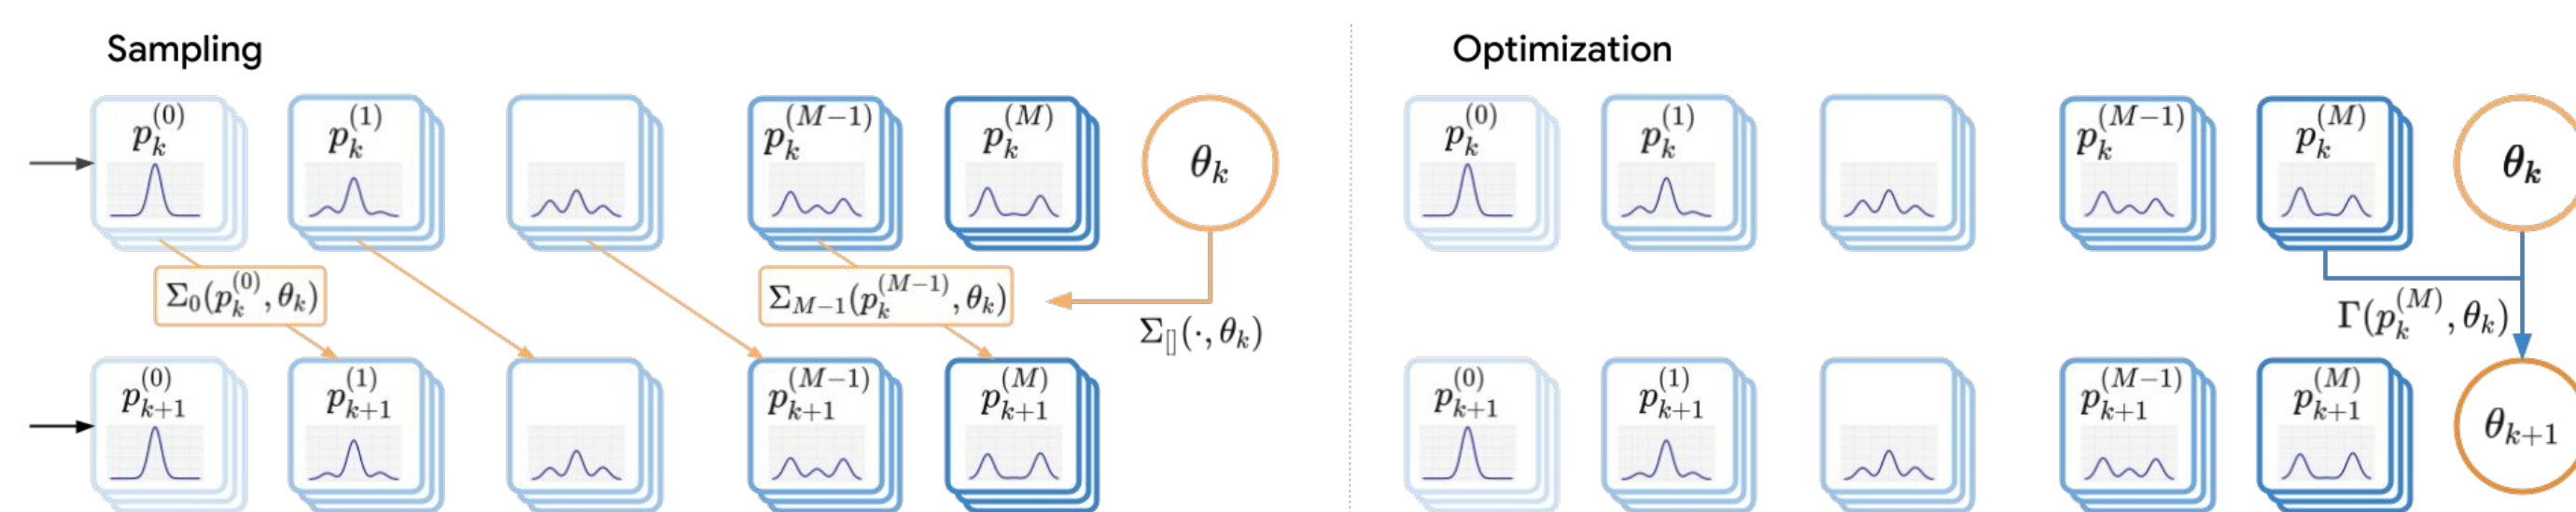 Sampling
p_k^{(0)} p_k^{(1)} p_k^{(M-1)} p_k^{(M)} θ_k
Σ_0(p_k^{(0)}, θ_k) Σ_{M-1}(p_k^{(M-1)}, θ_k)
Σ_{[]}(·, θ_k)
p_{k+1}^{(0)} p_{k+1}^{(1)} p_{k+1}^{(M-1)} p_{k+1}^{(M)}
Optimization
p_k^{(0)} p_k^{(1)} p_k^{(M-1)} p_k^{(M)} θ_k
Γ(p_k^{(M)}, θ_k)
p_{k+1}^{(0)} p_{k+1}^{(1)} p_{k+1}^{(M-1)} p_{k+1}^{(M)} θ_{k+1}